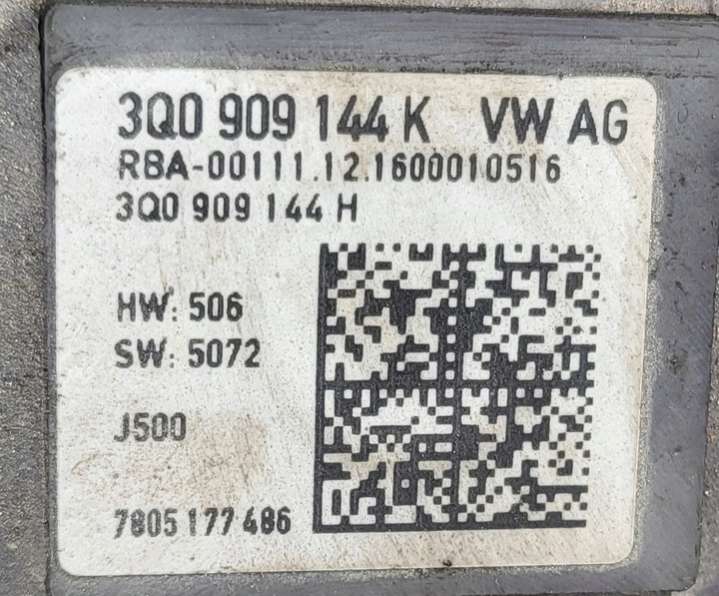 3Q0 909 144 K VW AG
RBA-00111.12.1600010516
3Q0 909 144 H
HW: 506
SW: 5072
J500
7805 177 486